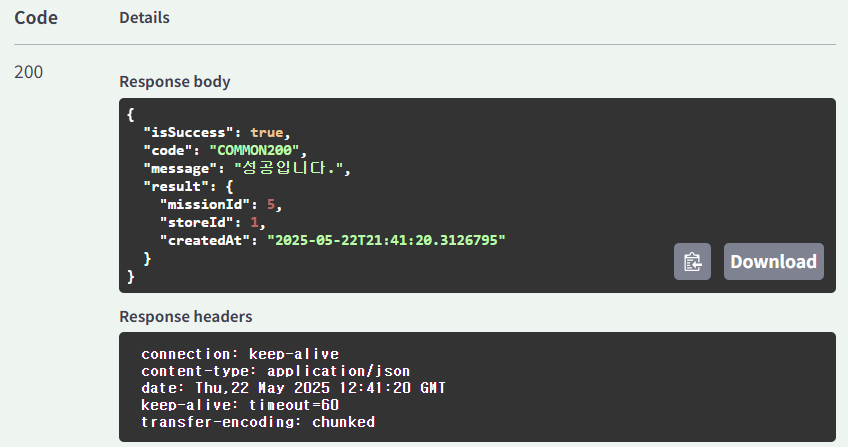 Code Details
200
Response body
{
"isSuccess": true,
"code": "COMMON200",
"message": "성공입니다.",
"result": {
"missionId": 5,
"storeId": 1,
"createdAt": "2025-05-22T21:41:20.3126795"
}
}
Download
Response headers
connection: keep-alive
content-type: application/json
date: Thu,22 May 2025 12:41:20 GMT
keep-alive: timeout=60
transfer-encoding: chunked